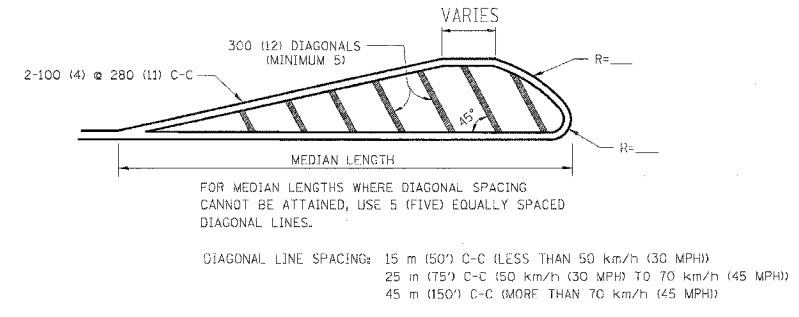 VARIES
300 (12) DIAGONALS
(MINIMUM 5)
R=___
2-100 (4) @ 280 (11) C-C
45°
R=___
MEDIAN LENGTH
FOR MEDIAN LENGTHS WHERE DIAGONAL SPACING
CANNOT BE ATTAINED, USE 5 (FIVE) EQUALLY SPACED
DIAGONAL LINES.
DIAGONAL LINE SPACING: 15 m (50') C-C (LESS THAN 50 km/h (30 MPH))
25 m (75') C-C (50 km/h (30 MPH) TO 70 km/h (45 MPH))
45 m (150') C-C (MORE THAN 70 km/h (45 MPH))